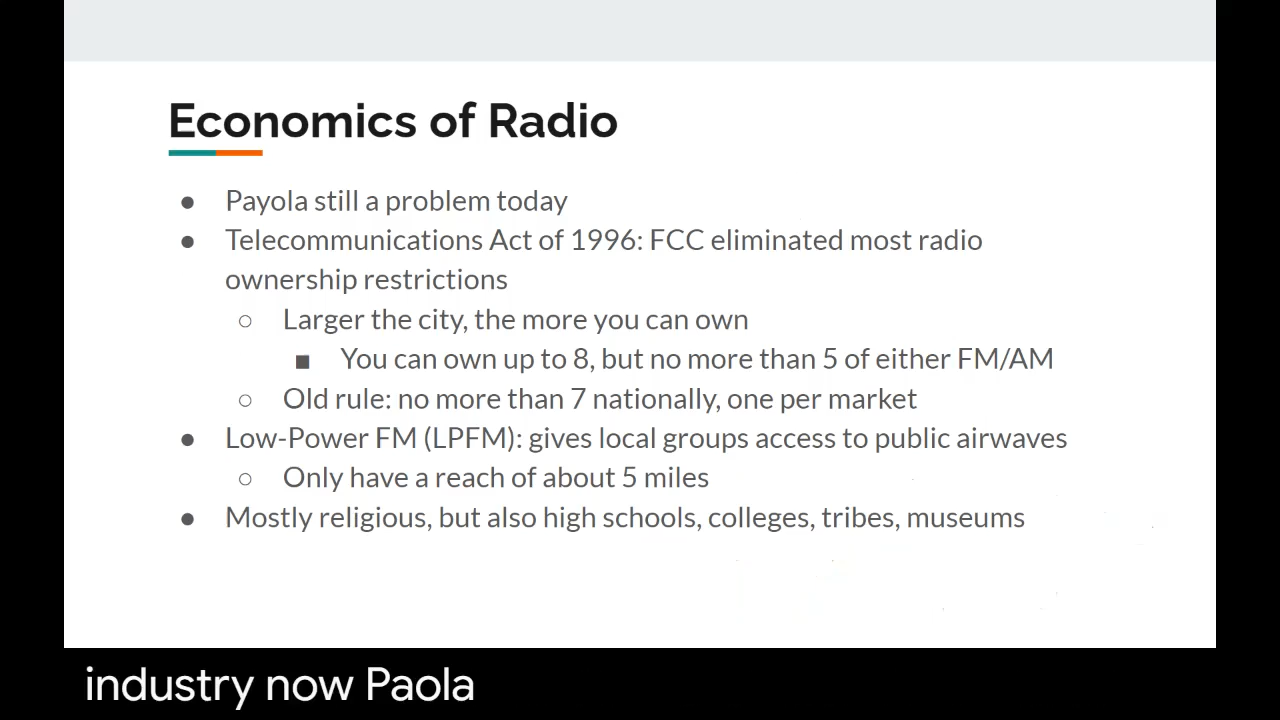 Economics of Radio
● Payola still a problem today
● Telecommunications Act of 1996: FCC eliminated most radio
ownership restrictions
○ Larger the city, the more you can own
■ You can own up to 8, but no more than 5 of either FM/AM
○ Old rule: no more than 7 nationally, one per market
● Low-Power FM (LPFM): gives local groups access to public airwaves
○ Only have a reach of about 5 miles
● Mostly religious, but also high schools, colleges, tribes, museums
industry now Paola